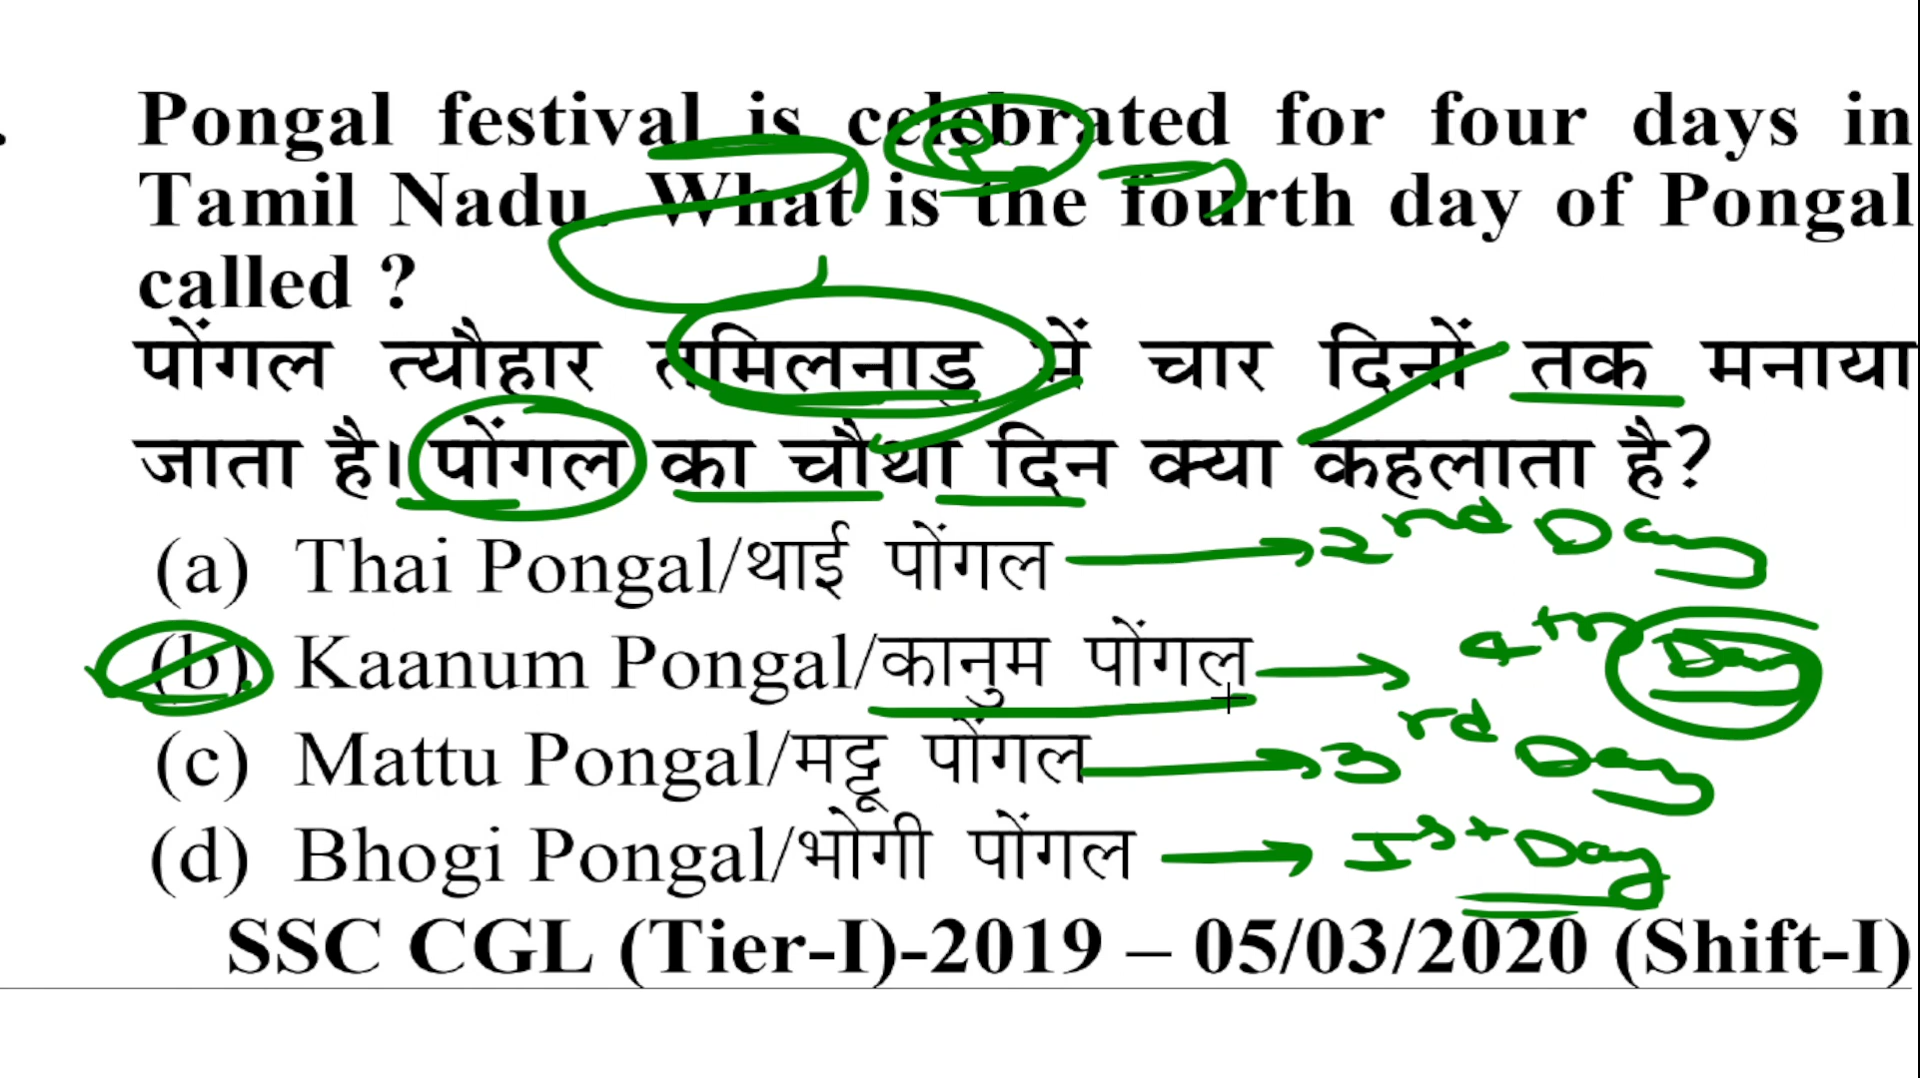 Pongal festival is celebrated for four days in
Tamil Nadu. What is the fourth day of Pongal
called ?
पोंगल त्यौहार तमिलनाडु में चार दिनों तक मनाया
जाता है। पोंगल का चौथा दिन क्या कहलाता है?
(a) Thai Pongal/थाई पोंगल 2nd Day
(b) Kaanum Pongal/कानुम पोंगल 4th Day
(c) Mattu Pongal/मट्टू पोंगल 3rd Day
(d) Bhogi Pongal/भोगी पोंगल 1st Day
SSC CGL (Tier-I)-2019 – 05/03/2020 (Shift-I)